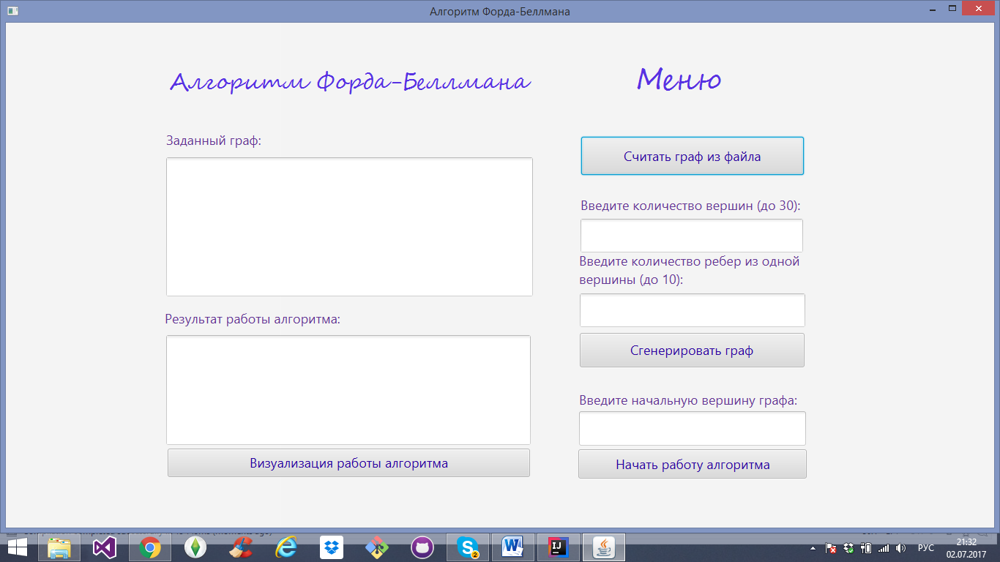 Алгоритм Форда-Беллмана
Алгоритм Форда-Беллмана
Меню
Заданный граф:
Результат работы алгоритма:
Визуализация работы алгоритма
Считать граф из файла
Введите количество вершин (до 30):
Введите количество ребер из одной
вершины (до 10):
Сгенерировать граф
Введите начальную вершину графа:
Начать работу алгоритма
2
W
IJ
РУС
21:32
02.07.2017